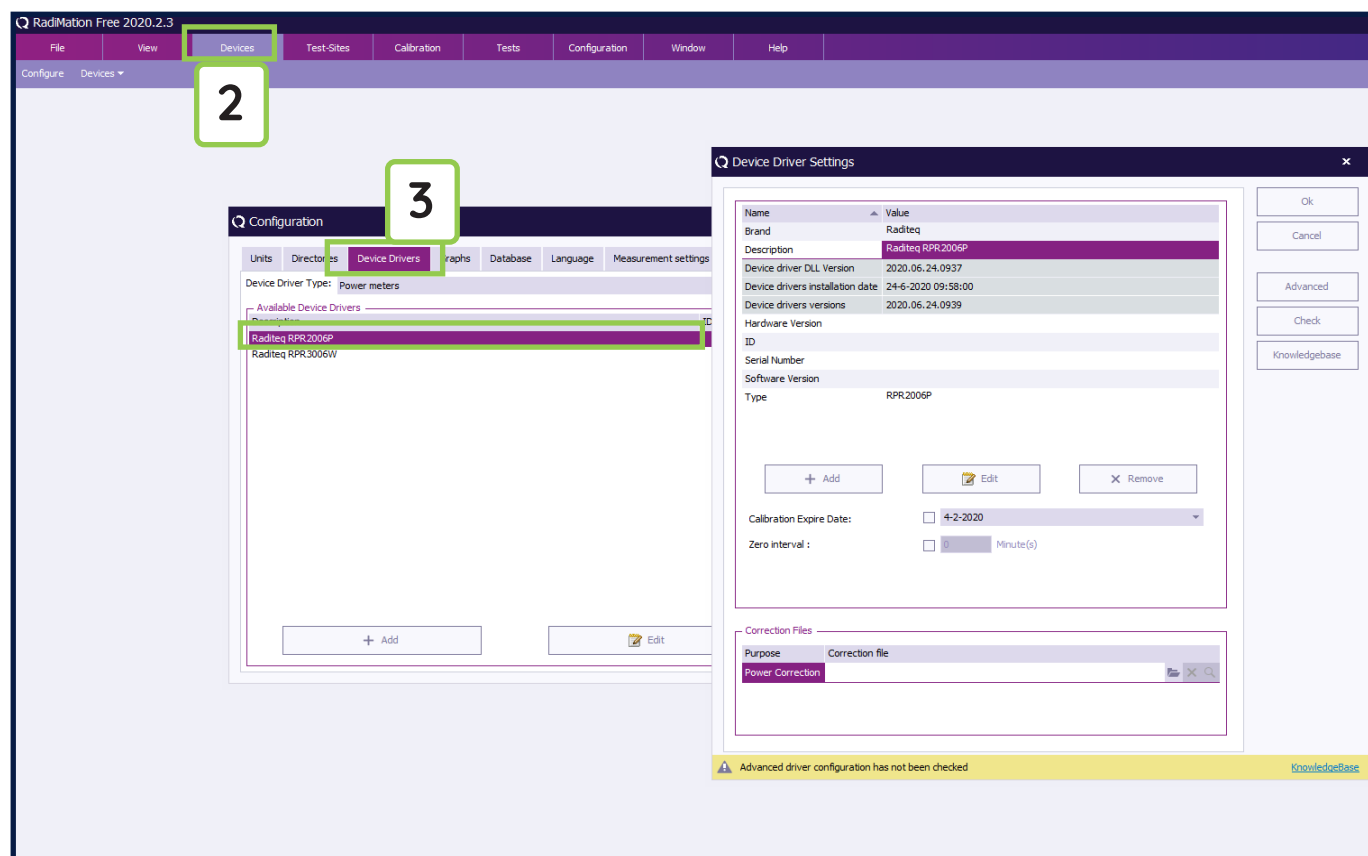 RadiMation Free 2020.2.3
File View Devices Test-Sites Calibration Tests Configuration Window Help
Configure Devices
2
3
Configuration
Units Directories Device Drivers Graphs Database Language Measurement settings
Device Driver Type: Power meters
Available Device Drivers
Description ID
Raditeq RPR2006P
Raditeq RPR3006W
+ Add Edit
Device Driver Settings
Name Value
Brand Raditeq
Description Raditeq RPR2006P
Device driver DLL Version 2020.06.24.0937
Device drivers installation date 24-6-2020 09:58:00
Device drivers versions 2020.06.24.0939
Hardware Version
ID
Serial Number
Software Version
Type RPR2006P
+ Add Edit Remove
Calibration Expire Date: 4-2-2020
Zero interval : 0 Minute(s)
Correction Files
Purpose Correction file
Power Correction
Ok
Cancel
Advanced
Check
Knowledgebase
Advanced driver configuration has not been checked KnowledgeBase